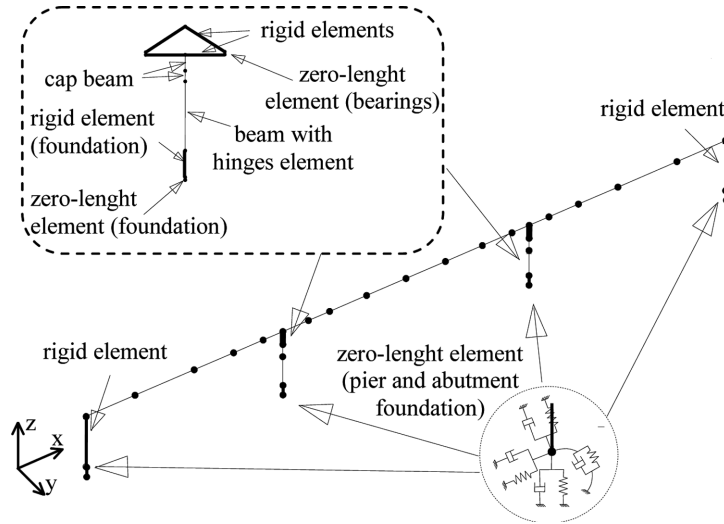 rigid elements
cap beam
zero-lenght
element (bearings)
rigid element
(foundation)
beam with
hinges element
zero-lenght
element (foundation)
rigid element
rigid element
zero-lenght element
(pier and abutment
foundation)
z
x
y